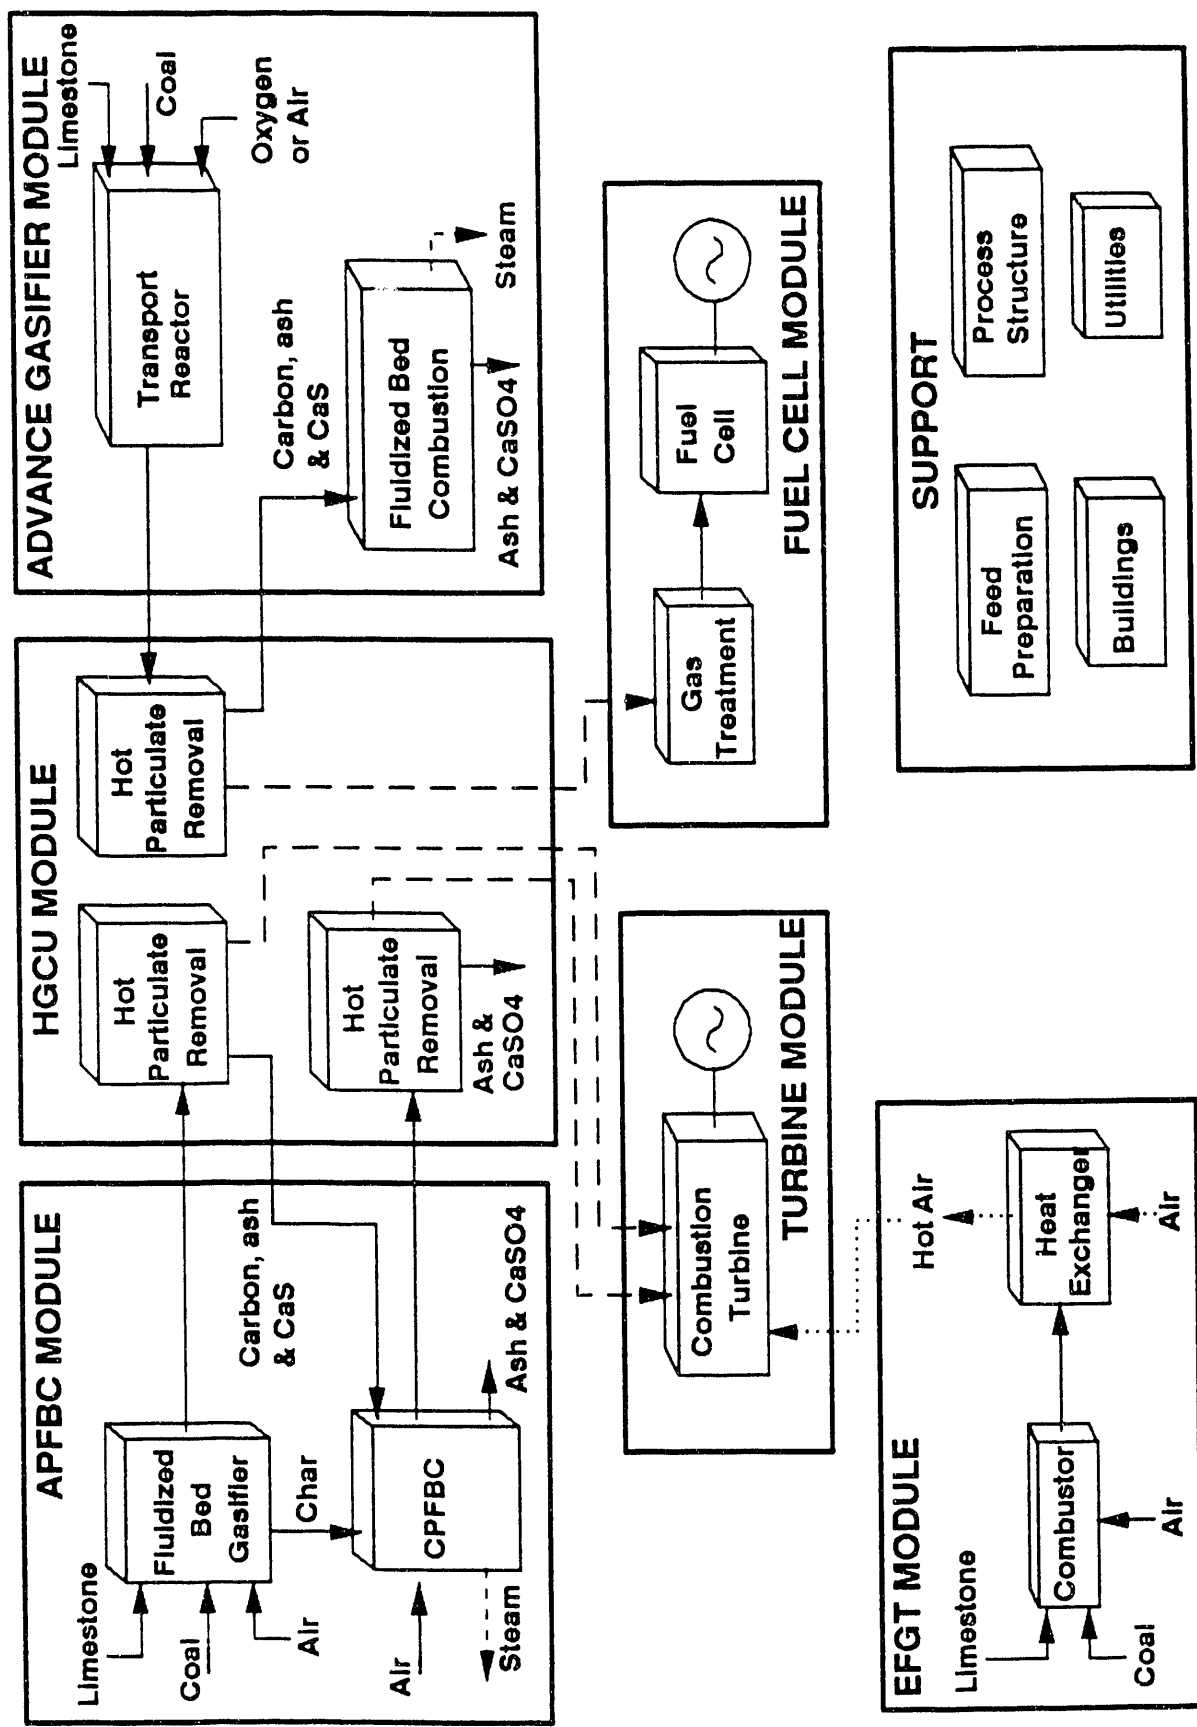 APFBC MODULE
Limestone
Coal
Air
Fluidized Bed
Bed
Gasifier
Char
Carbon, ash
& CaS
Air
CPFBC
Steam
Ash & CaSO4
HGCU MODULE
Hot
Particulate
Removal
Hot
Particulate
Removal
Hot
Particulate
Removal
Ash &
CaSO4
ADVANCE GASIFIER MODULE
Limestone
Coal
Oxygen
or Air
Transport
Reactor
Carbon, ash
& CaS
Fluidized Bed
Combustion
Ash & CaSO4
Steam
Combustion
Turbine
TURBINE MODULE
Gas
Treatment
Fuel
Cell
FUEL CELL MODULE
EFGT MODULE
Limestone
Coal
Combustor
Air
Heat
Exchanger
Air
Hot Air
SUPPORT
Feed
Preparation
Process
Structure
Buildings
Utilities